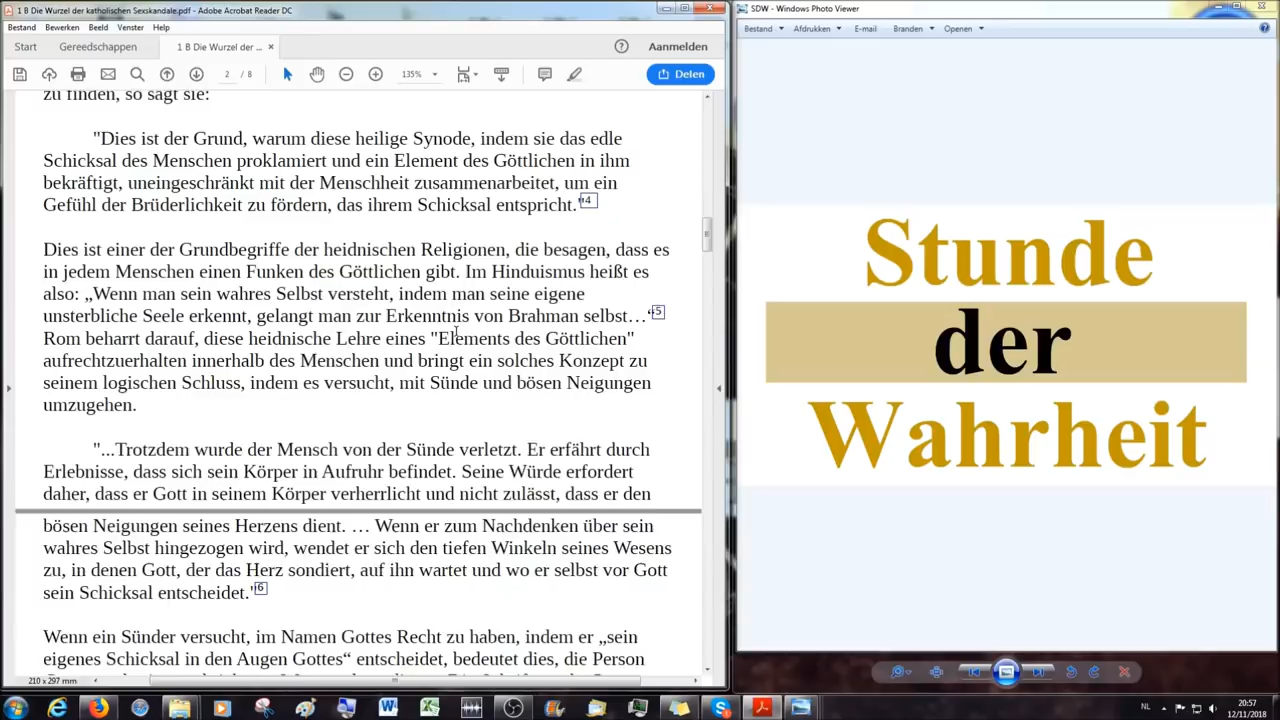 1 B Die Wurzel der katholischen Sexskandale.pdf - Adobe Acrobat Reader DC
Bestand Bewerken Beeld Venster Help
Start Gereedschappen 1 B Die Wurzel der ... × Anmelden
2 / 8 135% Delen
zu finden, so sagt sie:
"Dies ist der Grund, warum diese heilige Synode, indem sie das edle
Schicksal des Menschen proklamiert und ein Element des Göttlichen in ihm
bekräftigt, uneingeschränkt mit der Menschheit zusammenarbeitet, um ein
Gefühl der Brüderlichkeit zu fördern, das ihrem Schicksal entspricht."4
Dies ist einer der Grundbegriffe der heidnischen Religionen, die besagen, dass es
in jedem Menschen einen Funken des Göttlichen gibt. Im Hinduismus heißt es
also: „Wenn man sein wahres Selbst versteht, indem man seine eigene
unsterbliche Seele erkennt, gelangt man zur Erkenntnis von Brahman selbst…“5
Rom beharrt darauf, diese heidnische Lehre eines "Elements des Göttlichen"
aufrechtzuerhalten innerhalb des Menschen und bringt ein solches Konzept zu
seinem logischen Schluss, indem es versucht, mit Sünde und bösen Neigungen
umzugehen.
"...Trotzdem wurde der Mensch von der Sünde verletzt. Er erfährt durch
Erlebnisse, dass sich sein Körper in Aufruhr befindet. Seine Würde erfordert
daher, dass er Gott in seinem Körper verherrlicht und nicht zulässt, dass er den
bösen Neigungen seines Herzens dient. … Wenn er zum Nachdenken über sein
wahres Selbst hingezogen wird, wendet er sich den tiefen Winkeln seines Wesens
zu, in denen Gott, der das Herz sondiert, auf ihn wartet und wo er selbst vor Gott
sein Schicksal entscheidet."6
Wenn ein Sünder versucht, im Namen Gottes Recht zu haben, indem er „sein
eigenes Schicksal in den Augen Gottes“ entscheidet, bedeutet dies, die Person
210 x 297 mm
SDW - Windows Photo Viewer
Bestand Afdrukken E-mail Branden Openen
Stunde
der
Wahrheit
NL 20:57
12/11/2018